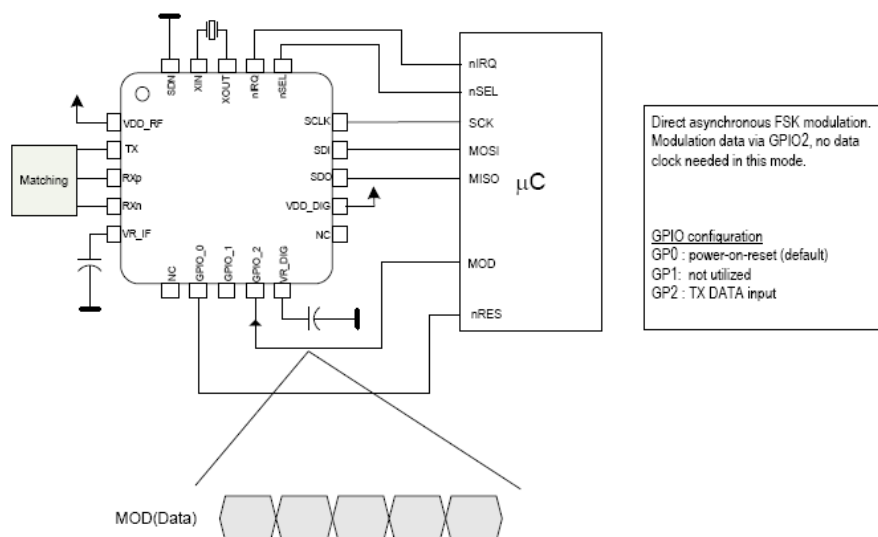 SDN
XIN
XOUT
nIRQ
nSEL
VDD_RF
TX
RXp
RXn
VR_IF
Matching
SCLK
SDI
SDO
VDD_DIG
NC
NC
GPIO_0
GPIO_1
GPIO_2
VR_DIG
nIRQ
nSEL
SCK
MOSI
MISO
µC
MOD
nRES
Direct asynchronous FSK modulation.
Modulation data via GPIO2, no data
clock needed in this mode.
GPIO configuration
GP0 : power-on-reset (default)
GP1: not utilized
GP2 : TX DATA input
MOD(Data)